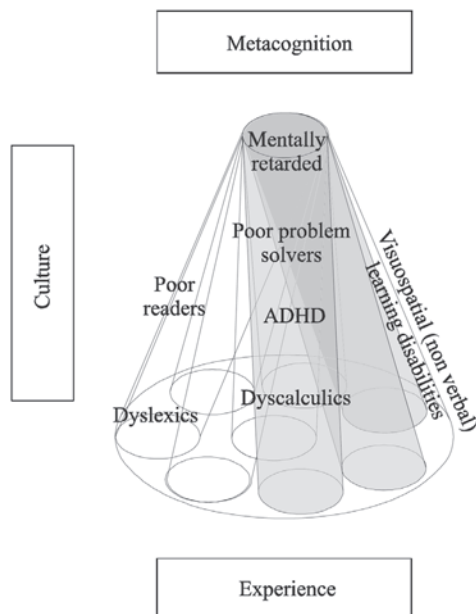 Metacognition
Culture
Mentally
retarded
Poor problem
solvers
Poor
readers
ADHD
Visuospatial (non verbal)
learning disabilities
Dyslexics
Dyscalculics
Experience